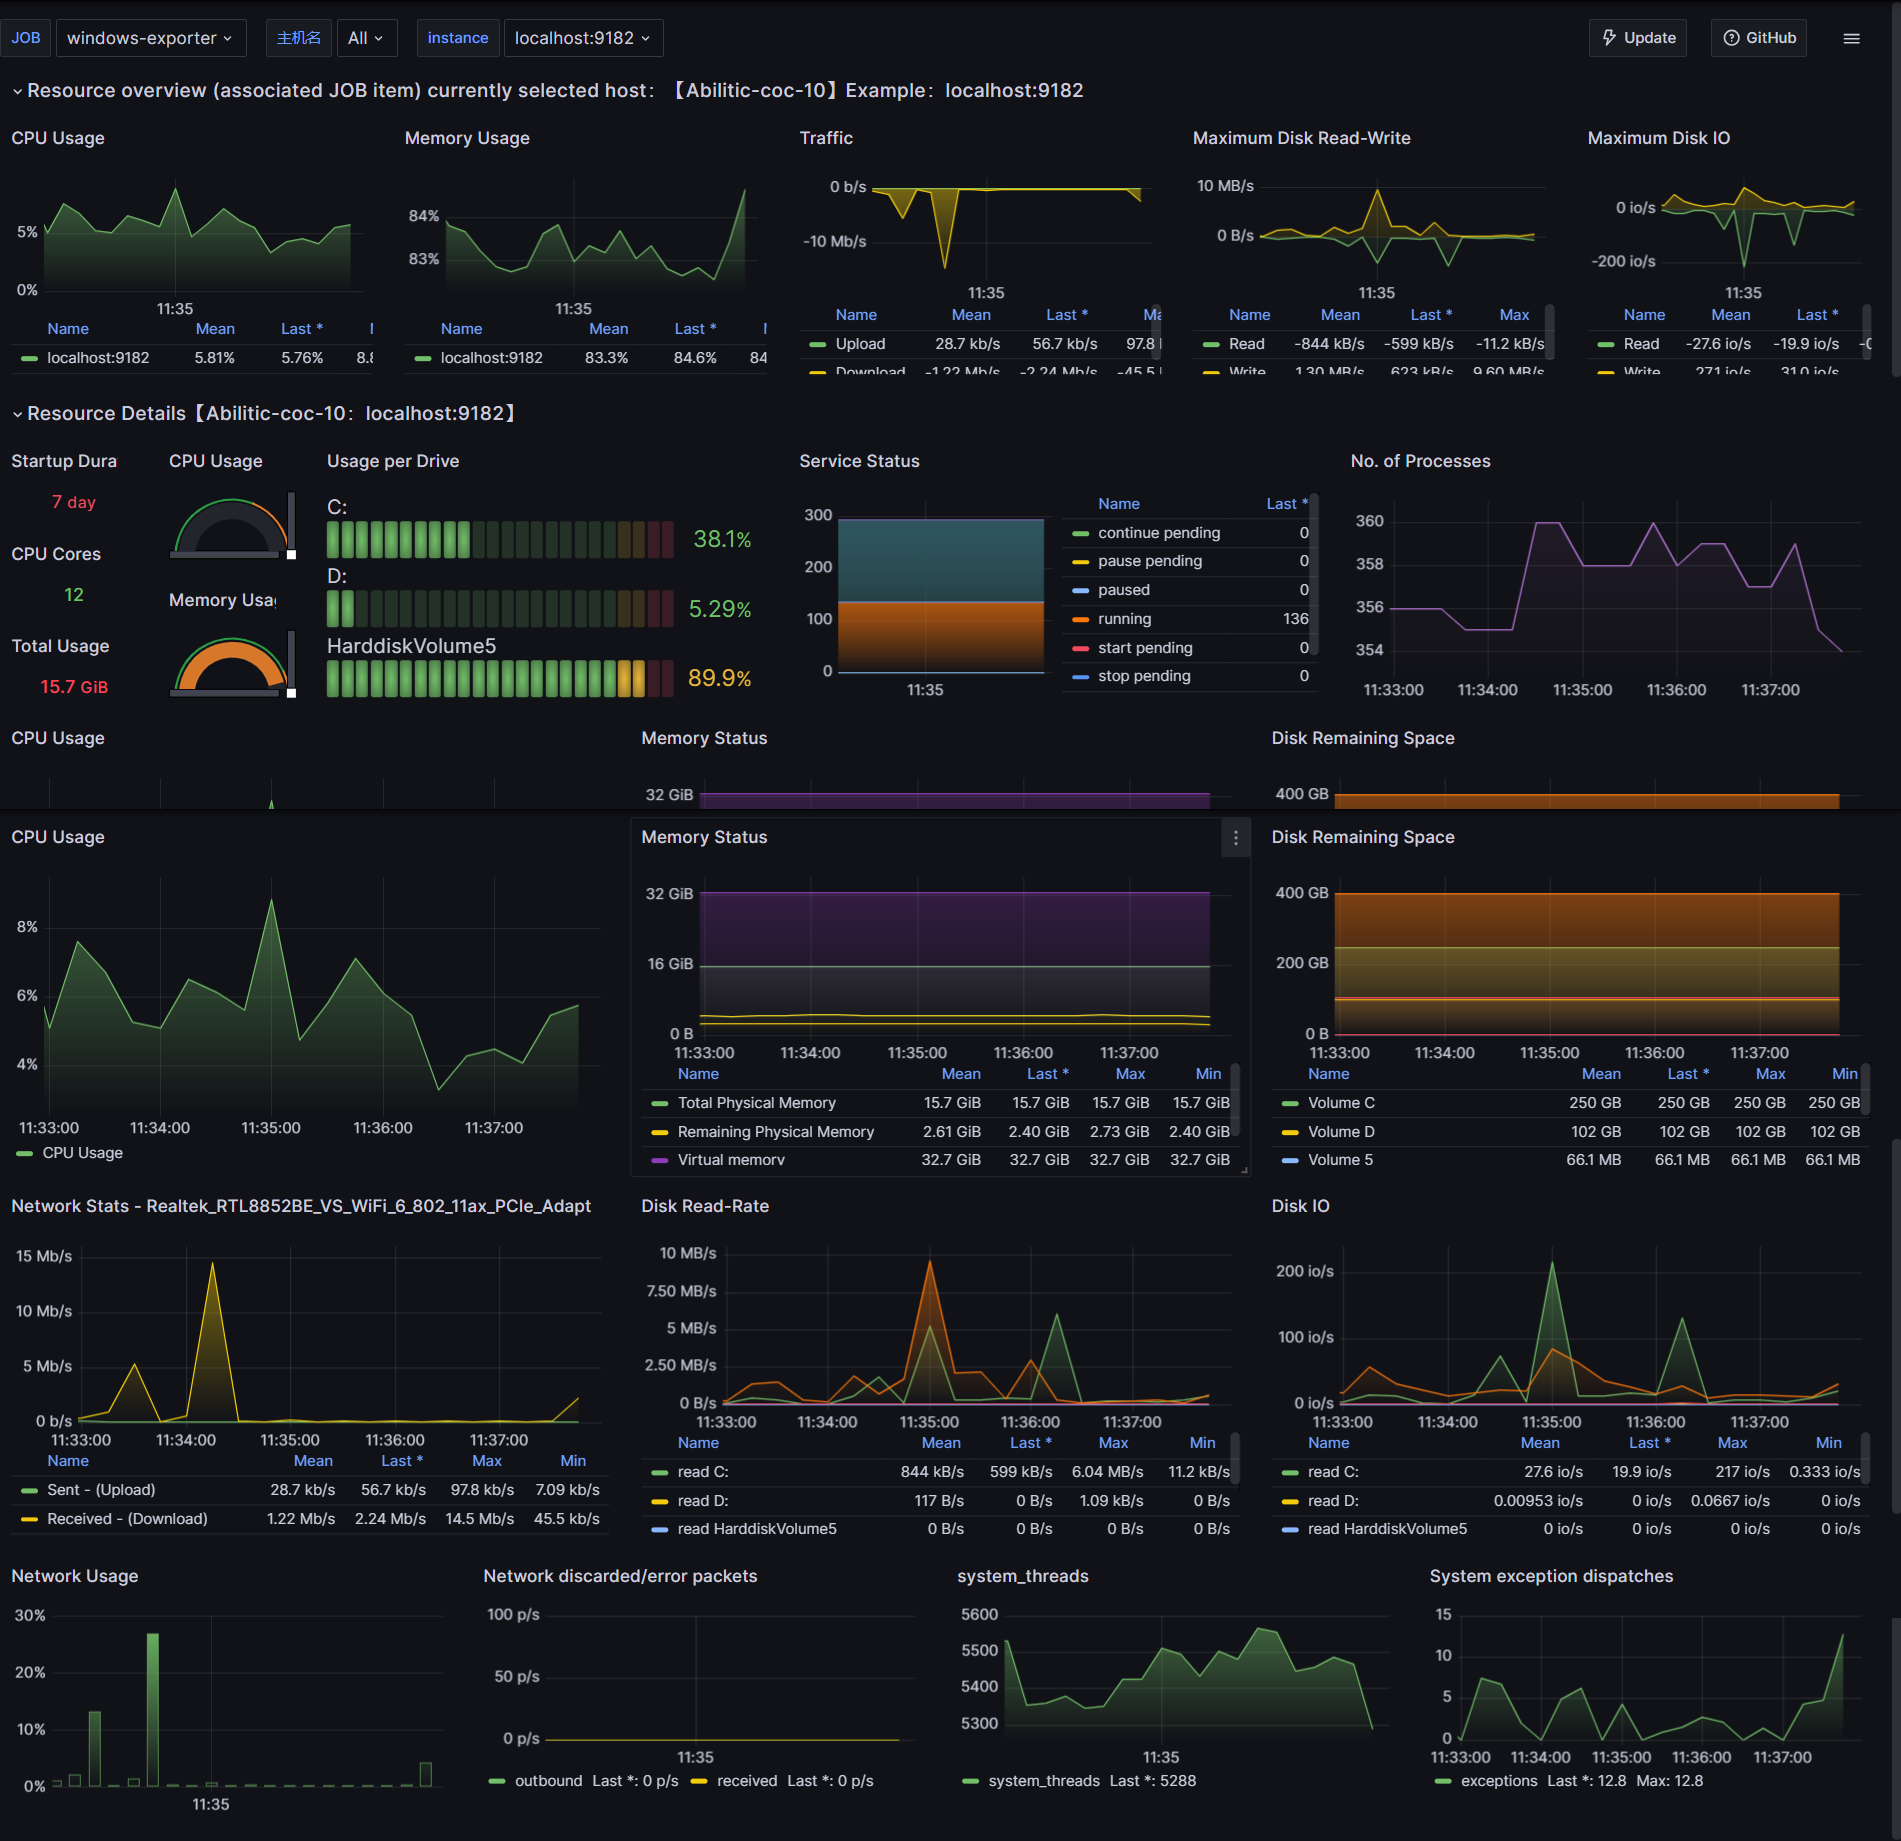 JOB windows-exporter 主机名 All instance localhost:9182 Update GitHub
Resource overview (associated JOB item) currently selected host：【Abilitic-coc-10】Example：localhost:9182
CPU Usage
5%
0%
11:35
Name Mean Last *
localhost:9182 5.81% 5.76%
Memory Usage
84%
83%
11:35
Name Mean Last *
localhost:9182 83.3% 84.6% 84
Traffic
0 b/s
-10 Mb/s
11:35
Name Mean Last *
Upload 28.7 kb/s 56.7 kb/s 97.8
Download -1.22 Mb/s -2.24 Mb/s -45.5
Maximum Disk Read-Write
10 MB/s
0 B/s
11:35
Name Mean Last * Max
Read -844 kB/s -599 kB/s -11.2 kB/s
Write 1.30 MB/s 623 kB/s 9.60 MB/s
Maximum Disk IO
0 io/s
-200 io/s
11:35
Name Mean Last *
Read -27.6 io/s -19.9 io/s
Write 271 io/s 31.0 io/s
Resource Details【Abilitic-coc-10：localhost:9182】
Startup Dura
7 day
CPU Cores
12
Total Usage
15.7 GiB
CPU Usage
Memory Usag
Usage per Drive
C:
38.1%
D:
5.29%
HarddiskVolume5
89.9%
Service Status
300
200
100
0
11:35
Name Last *
continue pending 0
pause pending 0
paused 0
running 136
start pending 0
stop pending 0
No. of Processes
360
358
356
354
11:33:00 11:34:00 11:35:00 11:36:00 11:37:00
CPU Usage
Memory Status
32 GiB
Disk Remaining Space
400 GB
CPU Usage
8%
6%
4%
11:33:00 11:34:00 11:35:00 11:36:00 11:37:00
CPU Usage
Memory Status
32 GiB
16 GiB
0 B
11:33:00 11:34:00 11:35:00 11:36:00 11:37:00
Name Mean Last * Max Min
Total Physical Memory 15.7 GiB 15.7 GiB 15.7 GiB 15.7 GiB
Remaining Physical Memory 2.61 GiB 2.40 GiB 2.73 GiB 2.40 GiB
Virtual memory 32.7 GiB 32.7 GiB 32.7 GiB 32.7 GiB
Disk Remaining Space
400 GB
200 GB
0 B
11:33:00 11:34:00 11:35:00 11:36:00 11:37:00
Name Mean Last * Max Min
Volume C 250 GB 250 GB 250 GB 250 GB
Volume D 102 GB 102 GB 102 GB 102 GB
Volume 5 66.1 MB 66.1 MB 66.1 MB 66.1 MB
Network Stats - Realtek_RTL8852BE_VS_WiFi_6_802_11ax_PCIe_Adapt
15 Mb/s
10 Mb/s
5 Mb/s
0 b/s
11:33:00 11:34:00 11:35:00 11:36:00 11:37:00
Name Mean Last * Max Min
Sent - (Upload) 28.7 kb/s 56.7 kb/s 97.8 kb/s 7.09 kb/s
Received - (Download) 1.22 Mb/s 2.24 Mb/s 14.5 Mb/s 45.5 kb/s
Disk Read-Rate
10 MB/s
7.50 MB/s
5 MB/s
2.50 MB/s
0 B/s
11:33:00 11:34:00 11:35:00 11:36:00 11:37:00
Name Mean Last * Max Min
read C: 844 kB/s 599 kB/s 6.04 MB/s 11.2 kB/s
read D: 117 B/s 0 B/s 1.09 kB/s 0 B/s
read HarddiskVolume5 0 B/s 0 B/s 0 B/s 0 B/s
Disk IO
200 io/s
100 io/s
0 io/s
11:33:00 11:34:00 11:35:00 11:36:00 11:37:00
Name Mean Last * Max Min
read C: 27.6 io/s 19.9 io/s 217 io/s 0.333 io/s
read D: 0.00953 io/s 0 io/s 0.0667 io/s 0 io/s
read HarddiskVolume5 0 io/s 0 io/s 0 io/s 0 io/s
Network Usage
30%
20%
10%
0%
11:35
Network discarded/error packets
100 p/s
50 p/s
0 p/s
11:35
outbound Last *: 0 p/s received Last *: 0 p/s
system_threads
5600
5500
5400
5300
11:35
system_threads Last *: 5288
System exception dispatches
15
10
5
0
11:33:00 11:34:00 11:35:00 11:36:00 11:37:00
exceptions Last *: 12.8 Max: 12.8